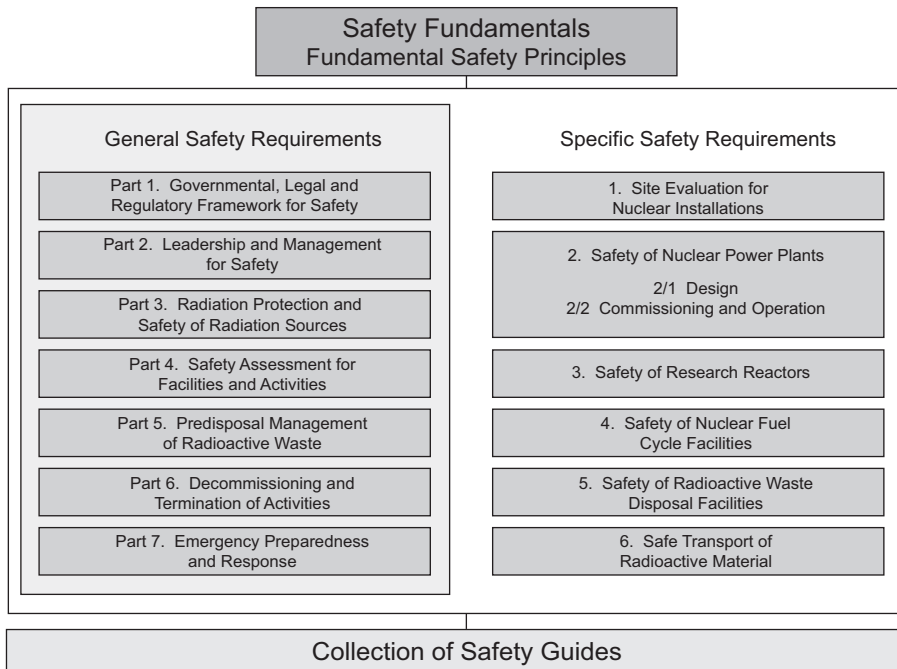 Safety Fundamentals
Fundamental Safety Principles
General Safety Requirements
Part 1. Governmental, Legal and
Regulatory Framework for Safety
Part 2. Leadership and Management
for Safety
Part 3. Radiation Protection and
Safety of Radiation Sources
Part 4. Safety Assessment for
Facilities and Activities
Part 5. Predisposal Management
of Radioactive Waste
Part 6. Decommissioning and
Termination of Activities
Part 7. Emergency Preparedness
and Response
Specific Safety Requirements
1. Site Evaluation for
Nuclear Installations
2. Safety of Nuclear Power Plants
2/1 Design
2/2 Commissioning and Operation
3. Safety of Research Reactors
4. Safety of Nuclear Fuel
Cycle Facilities
5. Safety of Radioactive Waste
Disposal Facilities
6. Safe Transport of
Radioactive Material
Collection of Safety Guides